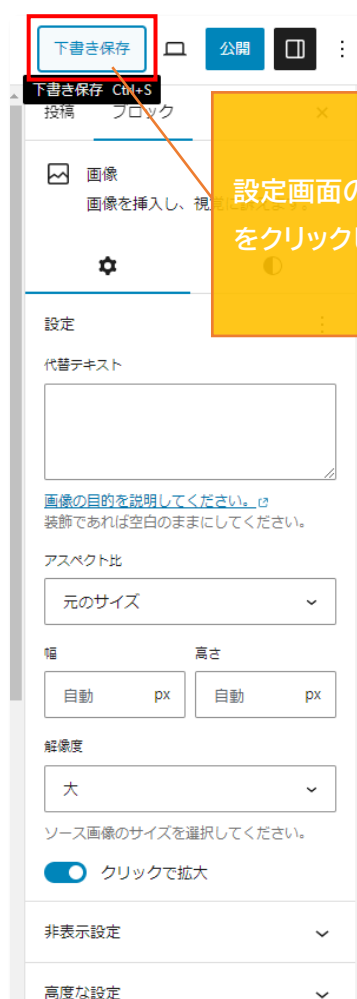 下書き保存
公開
下書き保存 Ctrl+S
投稿
ブロック
画像
画像を挿入し、視覚に訴えます。
設定画面の
をクリック
設定
代替テキスト
画像の目的を説明してください。
装飾であれば空白のままにしてください。
アスペクト比
元のサイズ
幅
高さ
自動 px
自動 px
解像度
大
ソース画像のサイズを選択してください。
クリックで拡大
非表示設定
高度な設定